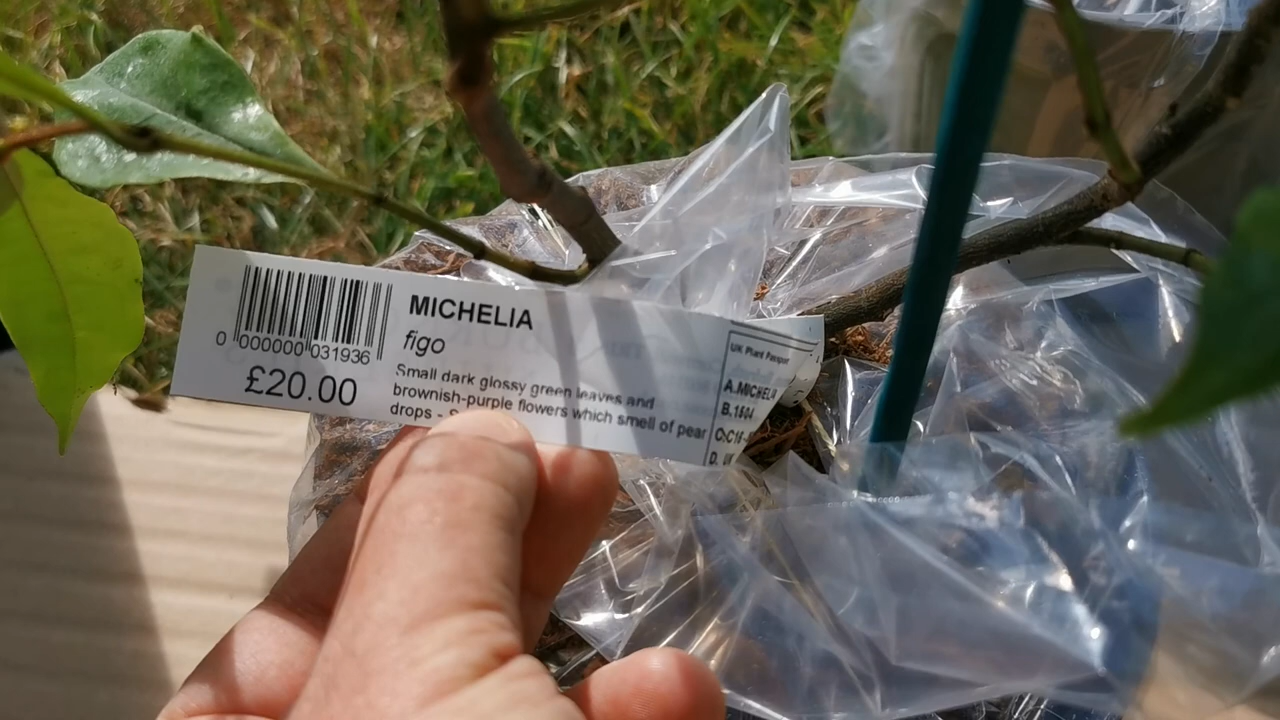 MICHELIA
figo
Small dark glossy green leaves and
brownish-purple flowers which smell of pear
drops -
0 000000 031936
£20.00
UK Plant Passport
A.MICHELIA
B.1504
C:C16-
D.